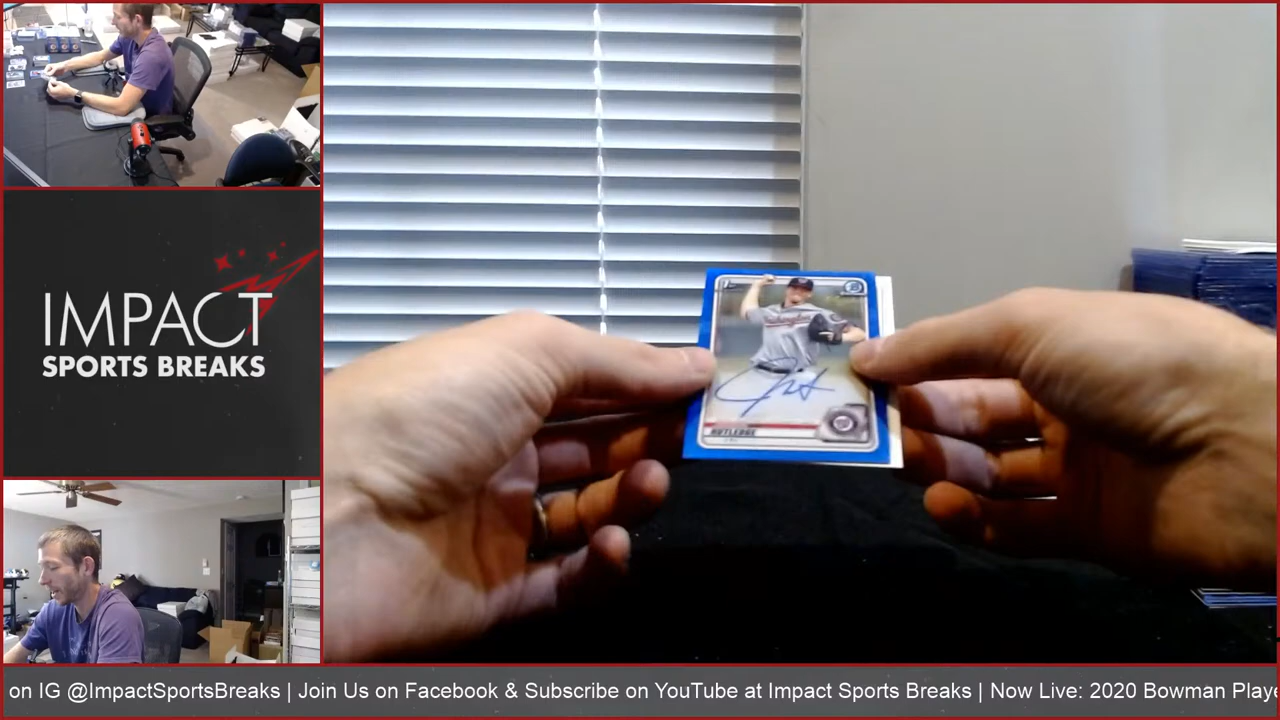 IMPACT
SPORTS BREAKS
RUTLEDGE
on IG @ImpactSportsBreaks | Join Us on Facebook & Subscribe on YouTube at Impact Sports Breaks | Now Live: 2020 Bowman Playe